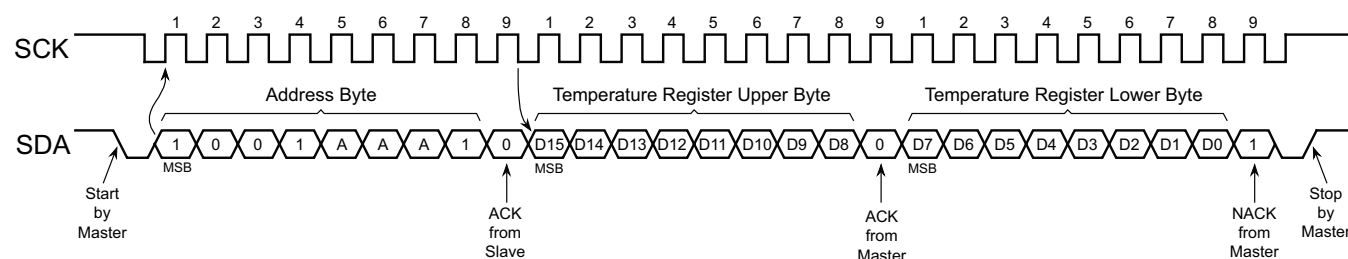 1 2 3 4 5 6 7 8 9 1 2 3 4 5 6 7 8 9 1 2 3 4 5 6 7 8 9
SCK
Address Byte Temperature Register Upper Byte Temperature Register Lower Byte
SDA 1 0 0 1 A A A 1 0 D15 D14 D13 D12 D11 D10 D9 D8 0 D7 D6 D5 D4 D3 D2 D1 D0 1
MSB MSB MSB
Start
by
Master
ACK
from
Slave
ACK
from
Master
NACK
from
Master
Stop
by
Master